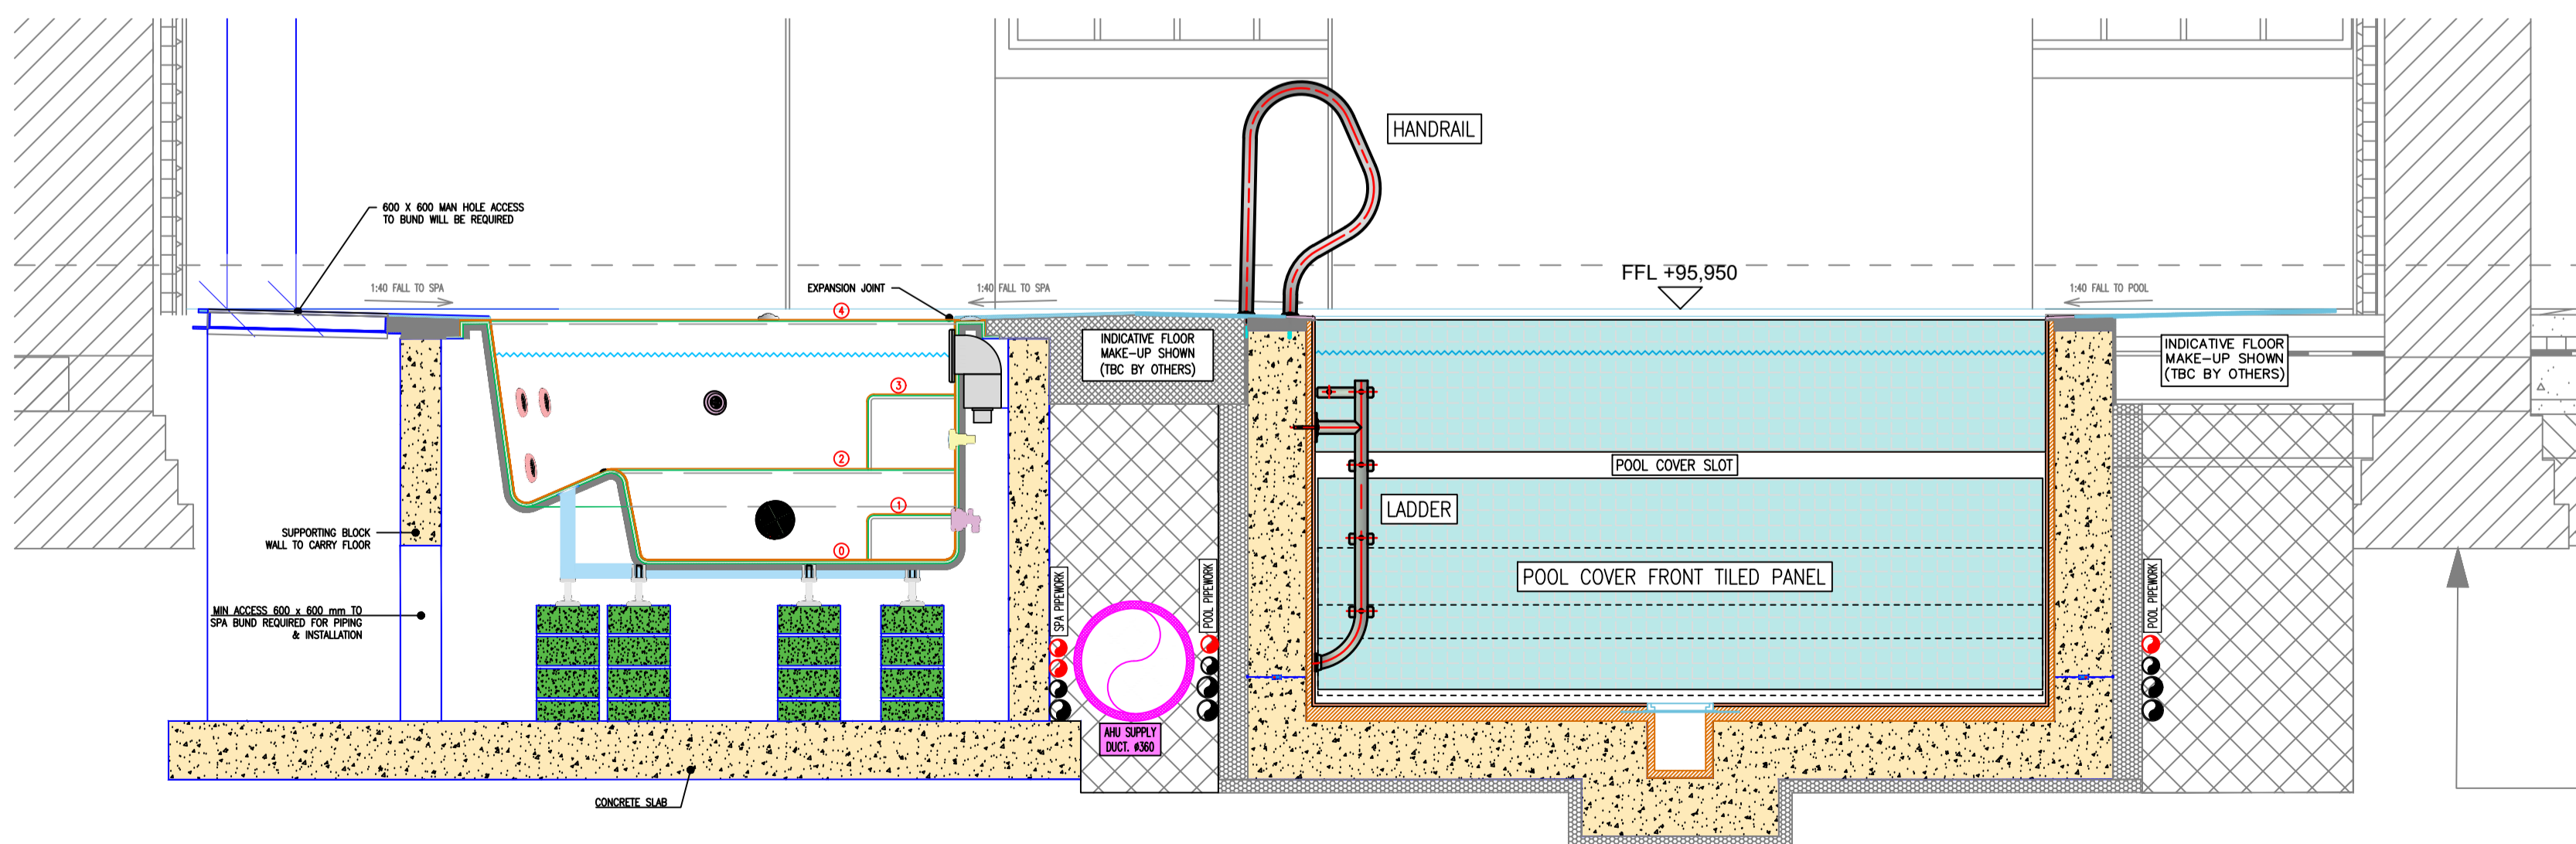 HANDRAIL
600 X 600 MAN HOLE ACCESS
TO BUND WILL BE REQUIRED
FFL +95,950
1:40 FALL TO SPA
EXPANSION JOINT
1:40 FALL TO SPA
1:40 FALL TO POOL
4
INDICATIVE FLOOR
MAKE-UP SHOWN
(TBC BY OTHERS)
INDICATIVE FLOOR
MAKE-UP SHOWN
(TBC BY OTHERS)
3
2
POOL COVER SLOT
1
LADDER
SUPPORTING BLOCK
WALL TO CARRY FLOOR
0
POOL COVER FRONT TILED PANEL
SPA PIPEWORK
POOL PIPEWORK
POOL PIPEWORK
MIN ACCESS 600 x 600 mm TO
SPA BUND REQUIRED FOR PIPING
& INSTALLATION
AHU SUPPLY
DUCT. ø360
CONCRETE SLAB